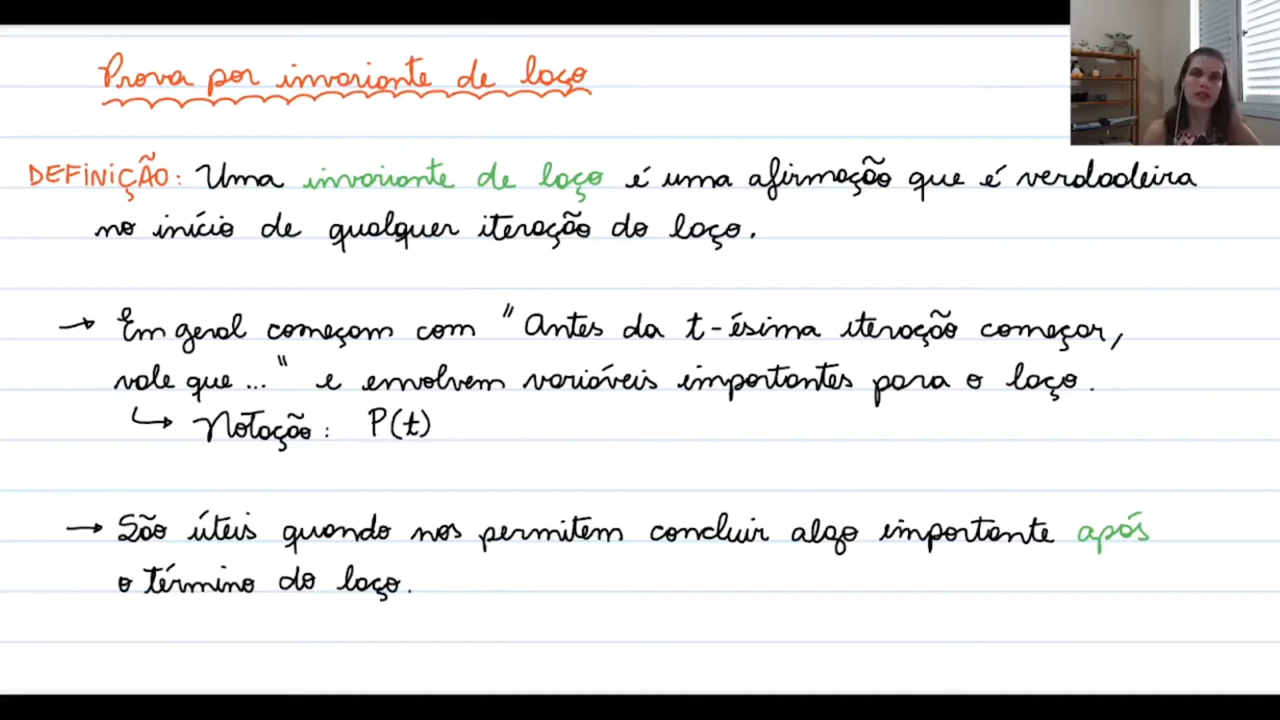 Prova por invariante de laço
DEFINIÇÃO: Uma invariante de laço é uma afirmação que é verdadeira
no início de qualquer iteração do laço.
→ Em geral começam com "Antes da t-ésima iteração começar,
vale que ..." e envolvem variáveis importantes para o laço.
↳ Notação: P(t)
→ São úteis quando nos permitem concluir algo importante após
o término do laço.